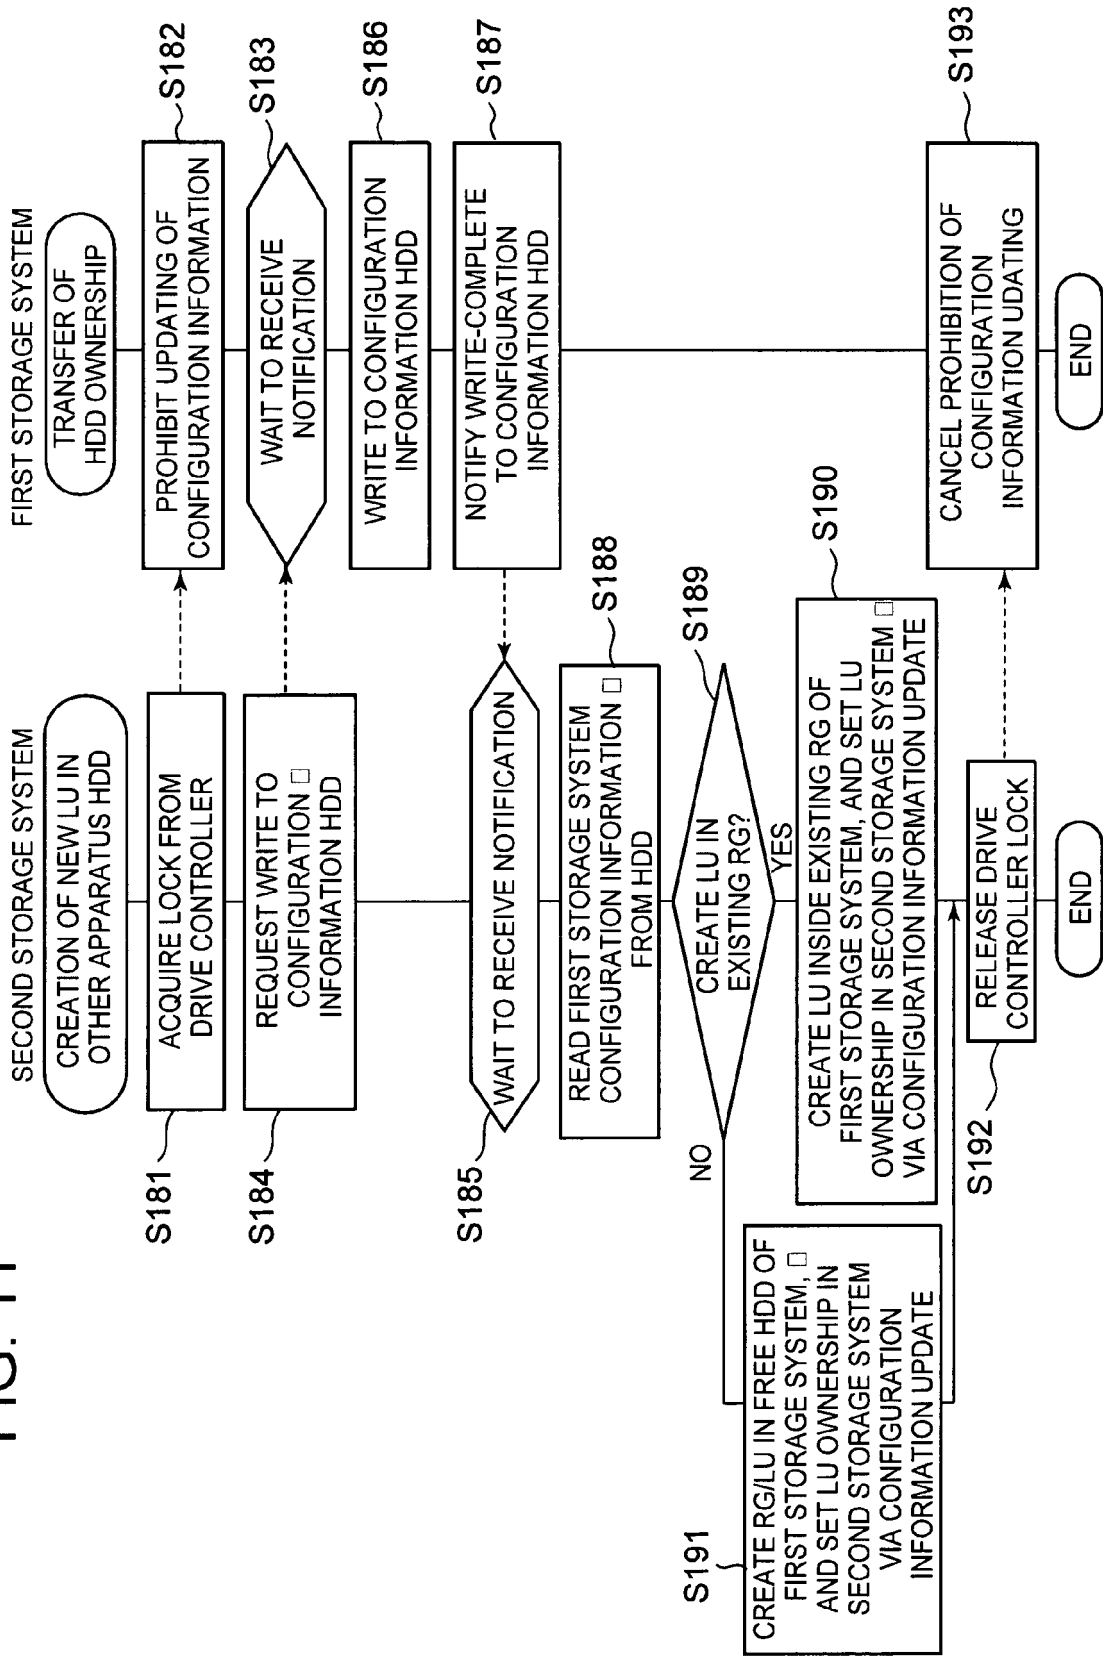 SECOND STORAGE SYSTEM
CREATION OF NEW LU IN
OTHER APPARATUS HDD
S181
ACQUIRE LOCK FROM
DRIVE CONTROLLER
S184
REQUEST WRITE TO
CONFIGURATION □
INFORMATION HDD
S185
WAIT TO RECEIVE NOTIFICATION
READ FIRST STORAGE SYSTEM
CONFIGURATION INFORMATION □
FROM HDD
S188
CREATE LU IN
EXISTING RG?
S189
NO
YES
S191
CREATE RG/LU IN FREE HDD OF
FIRST STORAGE SYSTEM, □
AND SET LU OWNERSHIP IN
SECOND STORAGE SYSTEM
VIA CONFIGURATION
INFORMATION UPDATE
CREATE LU INSIDE EXISTING RG OF
FIRST STORAGE SYSTEM, AND SET LU
OWNERSHIP IN SECOND STORAGE SYSTEM □
VIA CONFIGURATION INFORMATION UPDATE
S190
S192
RELEASE DRIVE
CONTROLLER LOCK
END
FIRST STORAGE SYSTEM
TRANSFER OF
HDD OWNERSHIP
PROHIBIT UPDATING OF
CONFIGURATION INFORMATION
S182
WAIT TO RECEIVE
NOTIFICATION
S183
WRITE TO CONFIGURATION
INFORMATION HDD
S186
NOTIFY WRITE-COMPLETE
TO CONFIGURATION
INFORMATION HDD
S187
CANCEL PROHIBITION OF
CONFIGURATION
INFORMATION UDATING
S193
END